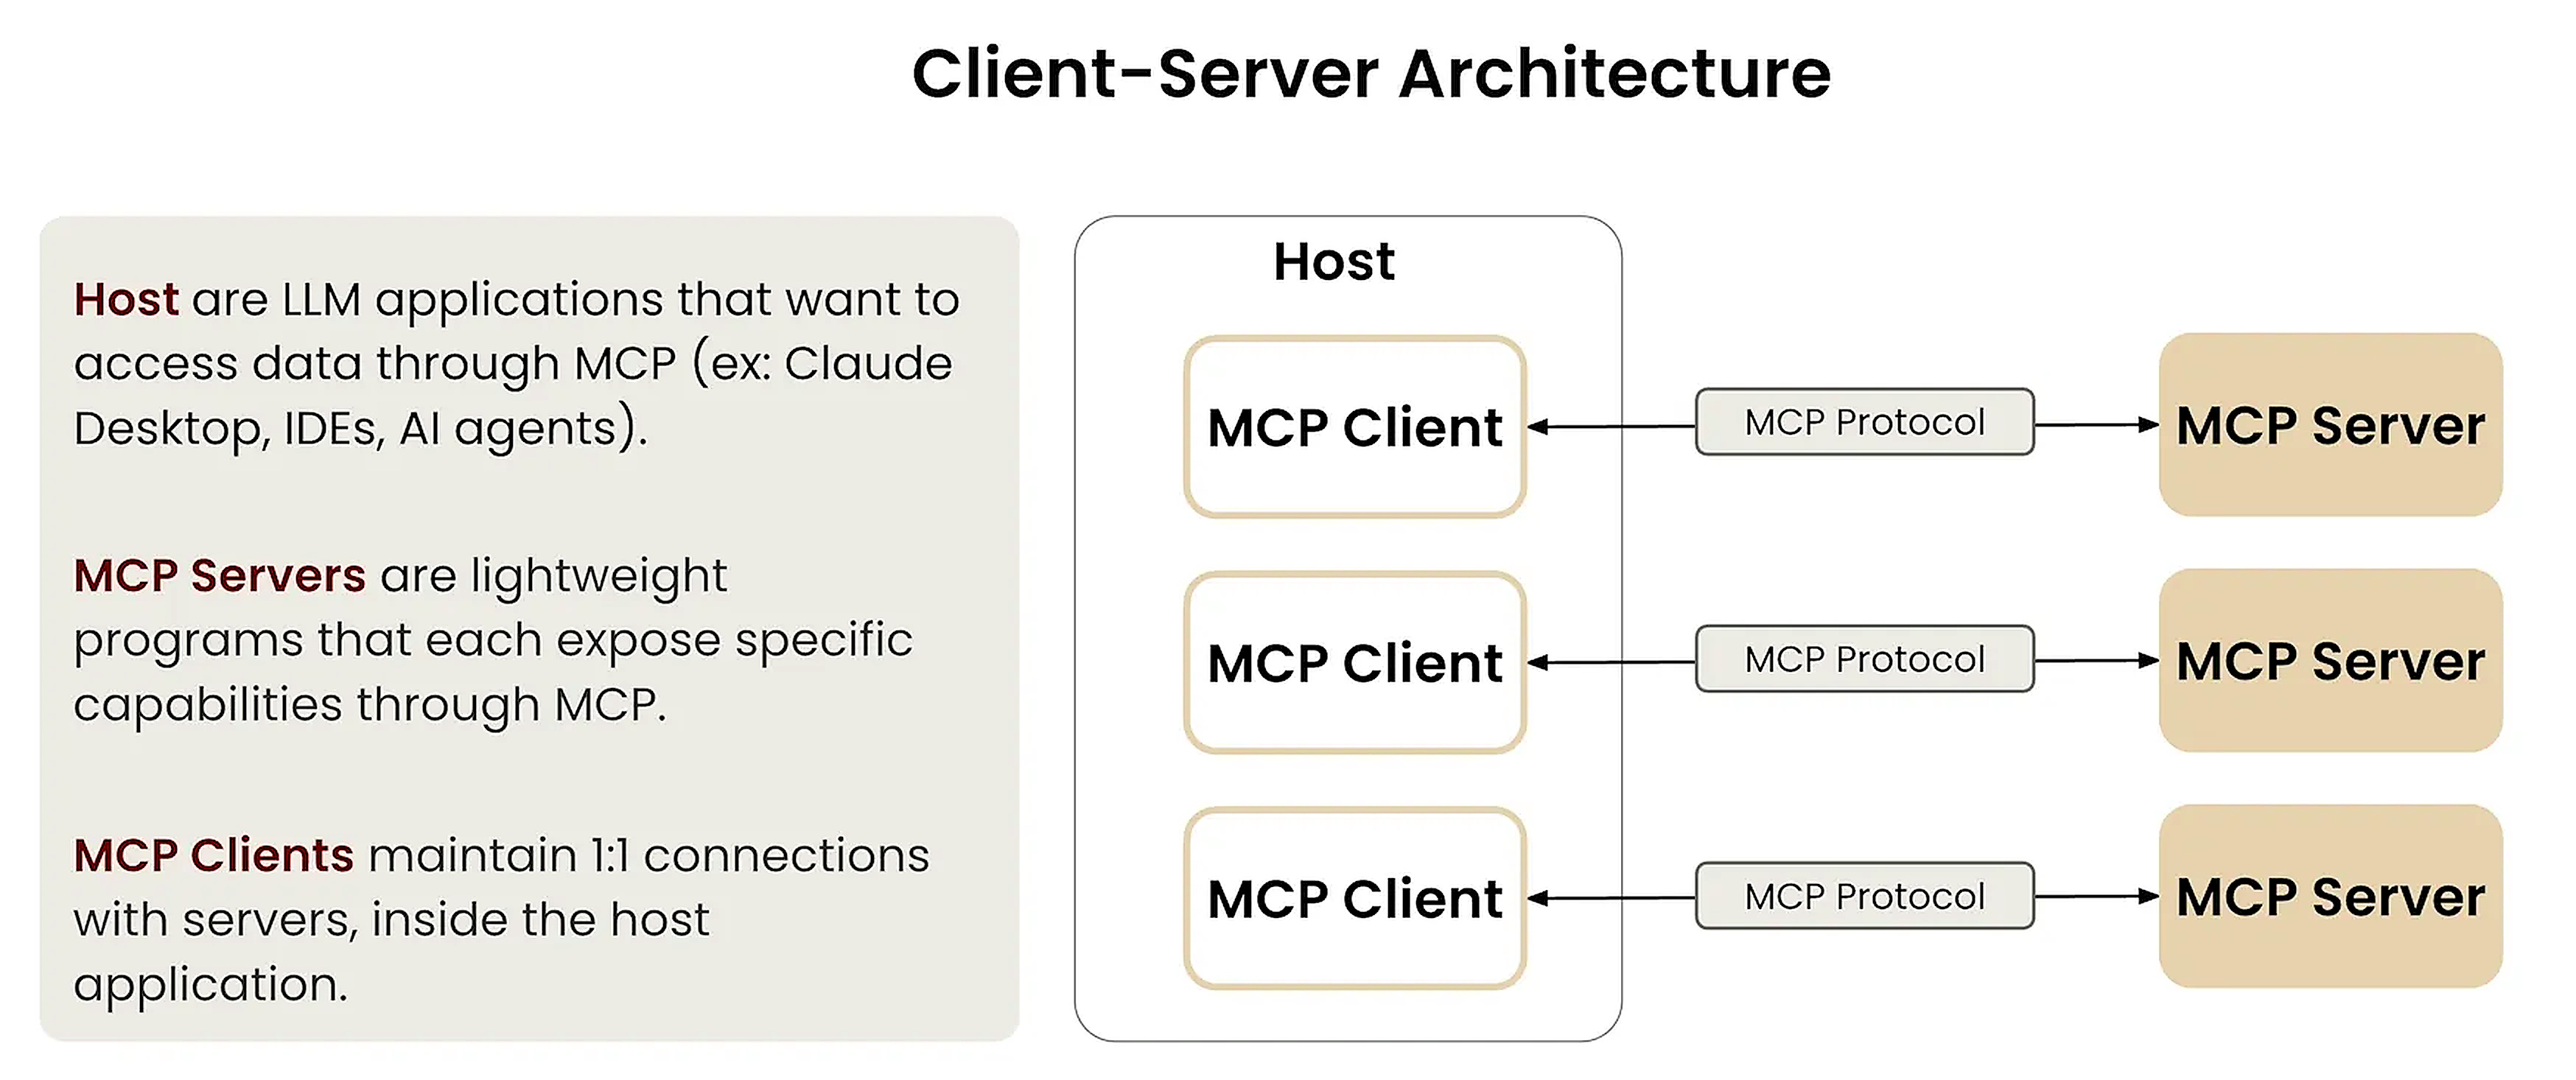 Client-Server Architecture
Host are LLM applications that want to
access data through MCP (ex: Claude
Desktop, IDEs, AI agents).
MCP Servers are lightweight
programs that each expose specific
capabilities through MCP.
MCP Clients maintain 1:1 connections
with servers, inside the host
application.
Host
MCP Client
MCP Protocol
MCP Server
MCP Client
MCP Protocol
MCP Server
MCP Client
MCP Protocol
MCP Server